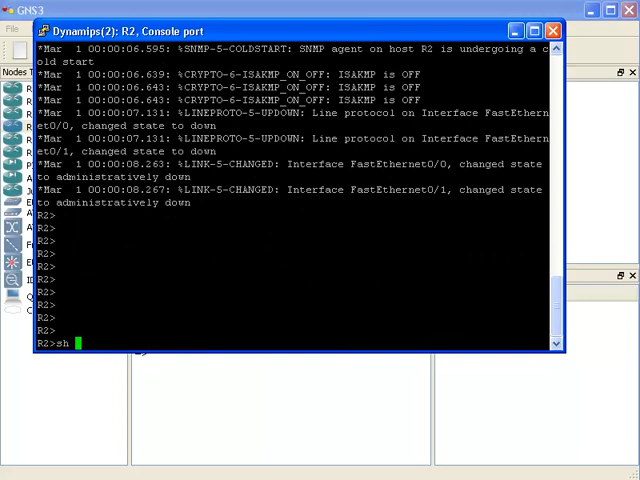 GNS3
File
Dynamips(2): R2, Console port
Nodes T
*Mar  1 00:00:06.595: %SNMP-5-COLDSTART: SNMP agent on host R2 is undergoing a c
old start
*Mar  1 00:00:06.639: %CRYPTO-6-ISAKMP_ON_OFF: ISAKMP is OFF
*Mar  1 00:00:06.643: %CRYPTO-6-ISAKMP_ON_OFF: ISAKMP is OFF
*Mar  1 00:00:06.643: %CRYPTO-6-ISAKMP_ON_OFF: ISAKMP is OFF
*Mar  1 00:00:07.131: %LINEPROTO-5-UPDOWN: Line protocol on Interface FastEthern
et0/0, changed state to down
*Mar  1 00:00:07.131: %LINEPROTO-5-UPDOWN: Line protocol on Interface FastEthern
et0/1, changed state to down
*Mar  1 00:00:08.263: %LINK-5-CHANGED: Interface FastEthernet0/0, changed state
to administratively down
*Mar  1 00:00:08.267: %LINK-5-CHANGED: Interface FastEthernet0/1, changed state
to administratively down
R2>
R2>
R2>
R2>
R2>
R2>
R2>
R2>
R2>
R2>
R2>sh